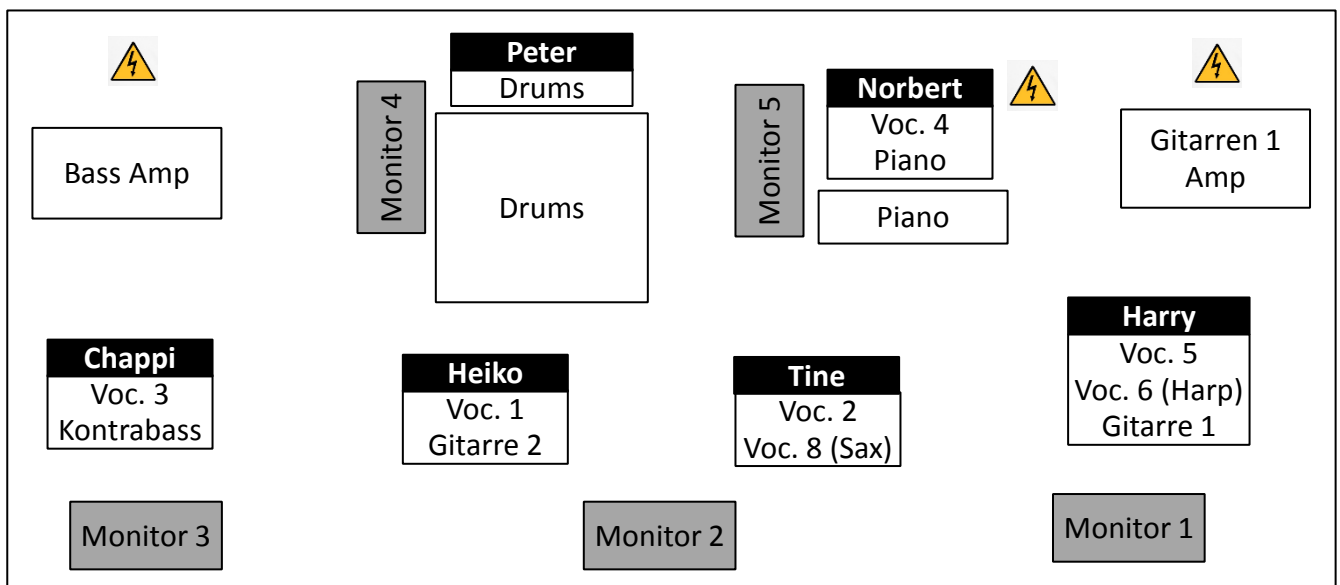 Peter
Drums
Monitor 4
Drums
Bass Amp
Monitor 5
Norbert
Voc. 4
Piano
Piano
Gitarren 1
Amp
Chappi
Voc. 3
Kontrabass
Heiko
Voc. 1
Gitarre 2
Tine
Voc. 2
Voc. 8 (Sax)
Harry
Voc. 5
Voc. 6 (Harp)
Gitarre 1
Monitor 3
Monitor 2
Monitor 1